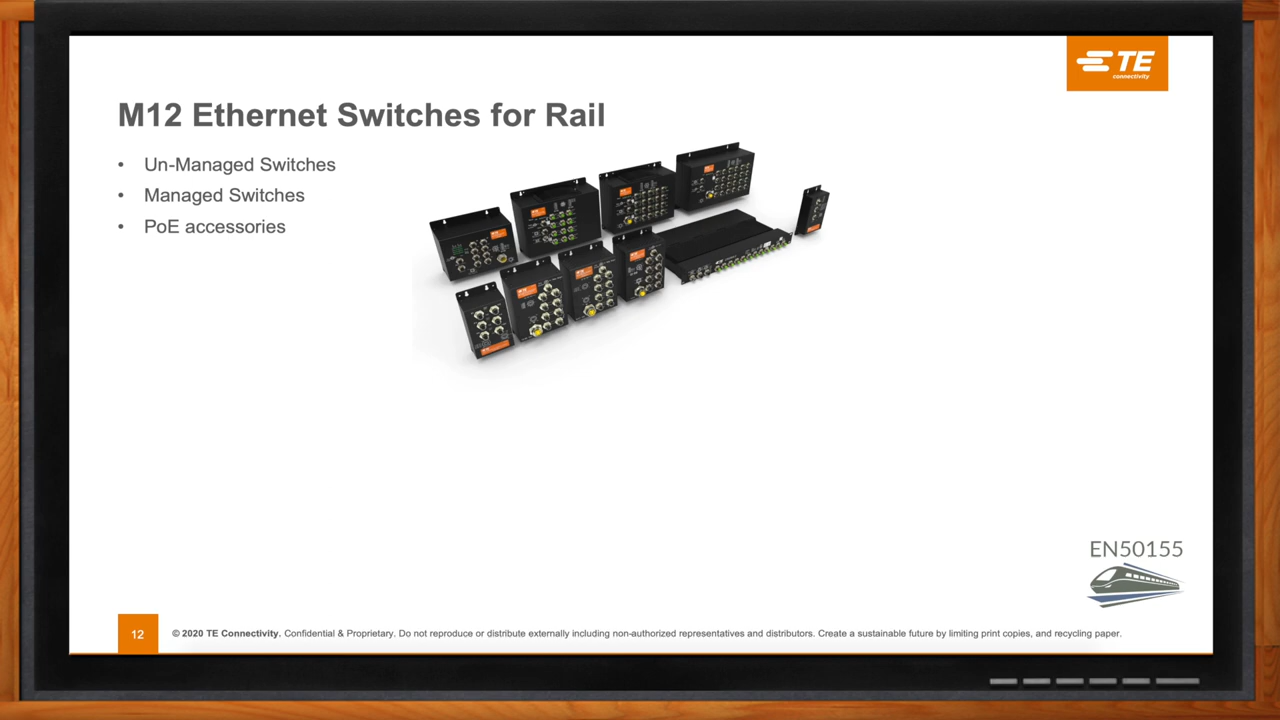 TE
connectivity
M12 Ethernet Switches for Rail
• Un-Managed Switches
• Managed Switches
• PoE accessories
EN50155
12
© 2020 TE Connectivity. Confidential & Proprietary. Do not reproduce or distribute externally including non-authorized representatives and distributors. Create a sustainable future by limiting print copies, and recycling paper.